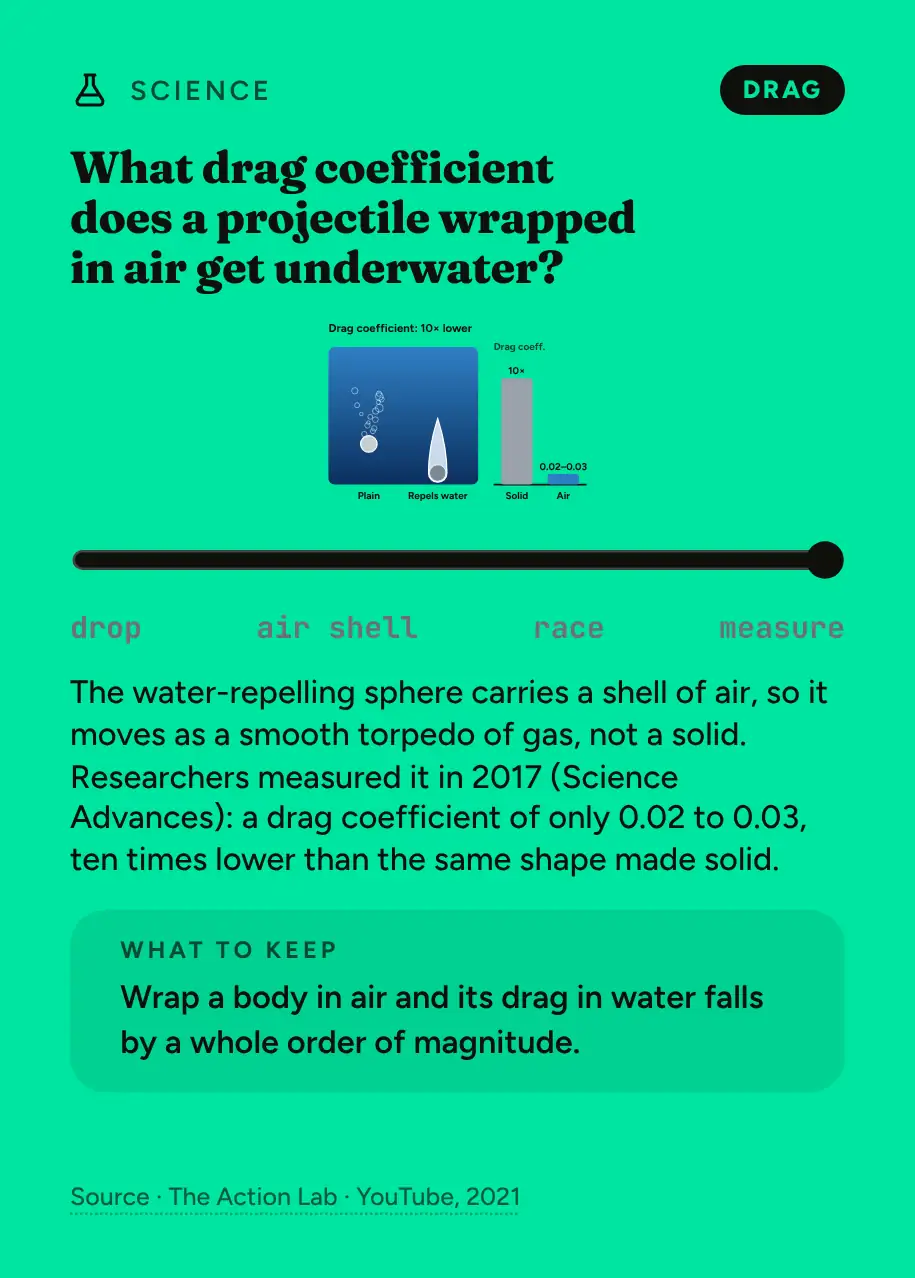 SCIENCE
DRAG
What drag coefficient
does a projectile wrapped
in air get underwater?
Drag coefficient: 10× lower
Drag coeff.
10×
0.02–0.03
Plain
Repels water
Solid
Air
drop
air shell
race
measure
The water-repelling sphere carries a shell of air, so it
moves as a smooth torpedo of gas, not a solid.
Researchers measured it in 2017 (Science
Advances): a drag coefficient of only 0.02 to 0.03,
ten times lower than the same shape made solid.
WHAT TO KEEP
Wrap a body in air and its drag in water falls
by a whole order of magnitude.
Source · The Action Lab · YouTube, 2021